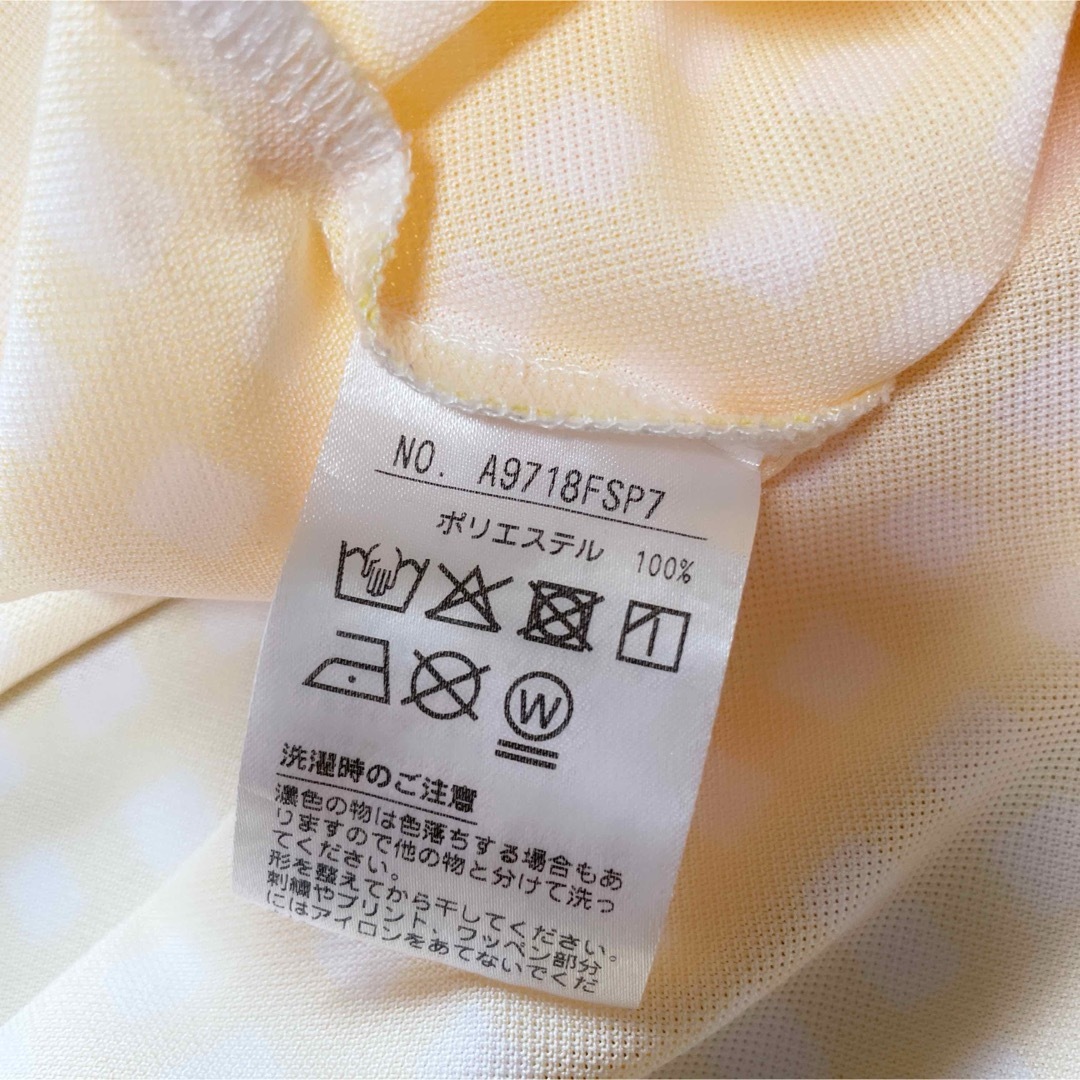 NO. A9718FSP7
ポリエステル 100%
W
洗濯時のご注意
濃色の物は色落ちする場合もあ
りますので他の物と分けて洗っ
てください。
形を整えてから干してください。
刺繍やプリント、ワッペン部分
にはアイロンをあてないでくだ